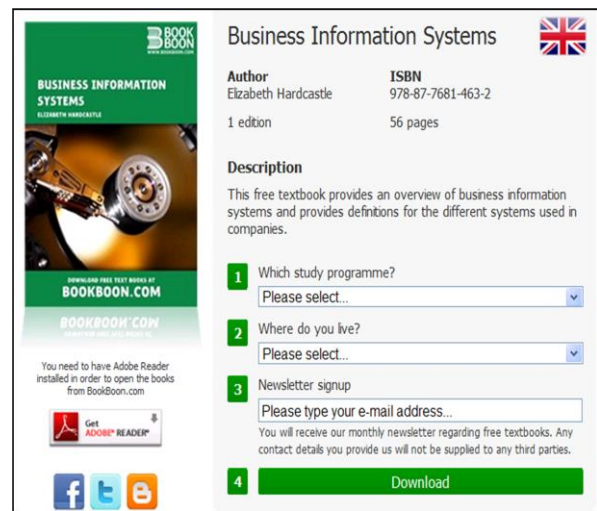 BOOK
BOON
WWW.BOOKBOON.COM
BUSINESS INFORMATION
SYSTEMS
ELIZABETH HARDCASTLE
DOWNLOAD FREE TEXT BOOKS AT
BOOKBOON.COM
BOOKBOON.COM
You need to have Adobe Reader
installed in order to open the books
from BookBoon.com
Get
ADOBE® READER®
Business Information Systems
Author
ISBN
Elizabeth Hardcastle
978-87-7681-463-2
1 edition
56 pages
Description
This free textbook provides an overview of business information
systems and provides definitions for the different systems used in
companies.
1 Which study programme?
Please select...
2 Where do you live?
Please select...
3 Newsletter signup
Please type your e-mail address...
You will receive our monthly newsletter regarding free textbooks. Any
contact details you provide us will not be supplied to any third parties.
4 Download